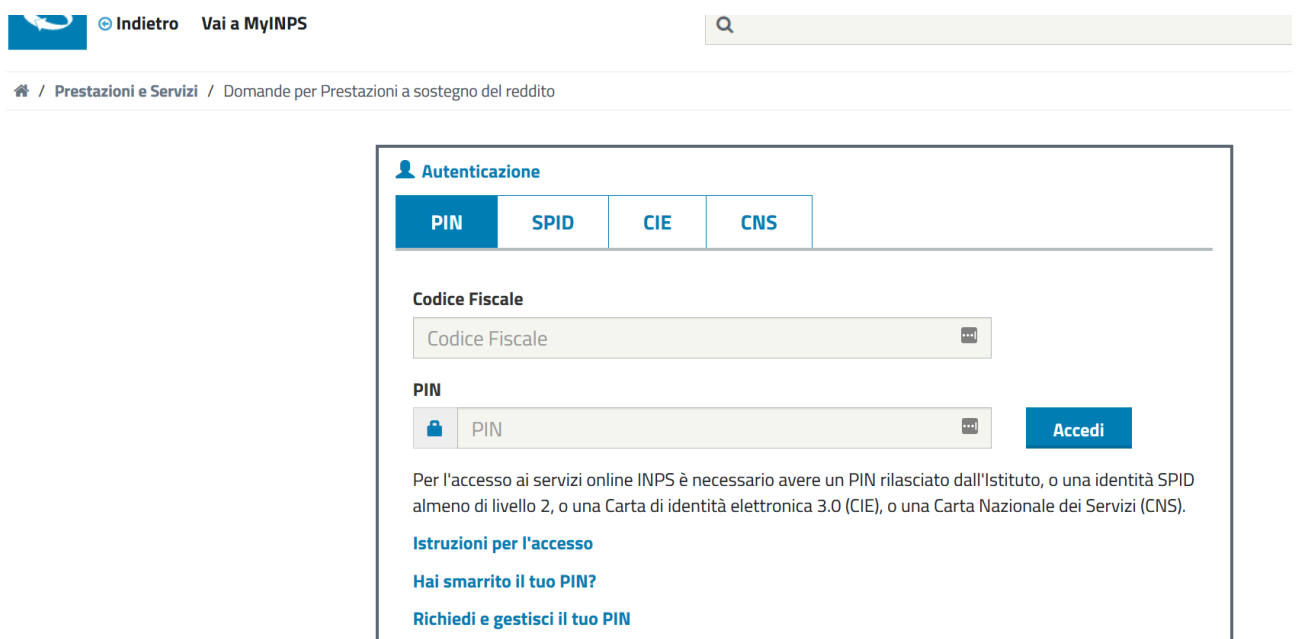 Indietro Vai a MyINPS
/ Prestazioni e Servizi / Domande per Prestazioni a sostegno del reddito
Autenticazione
PIN SPID CIE CNS
Codice Fiscale
Codice Fiscale
PIN
PIN Accedi
Per l'accesso ai servizi online INPS è necessario avere un PIN rilasciato dall'Istituto, o una identità SPID
almeno di livello 2, o una Carta di identità elettronica 3.0 (CIE), o una Carta Nazionale dei Servizi (CNS).
Istruzioni per l'accesso
Hai smarrito il tuo PIN?
Richiedi e gestisci il tuo PIN